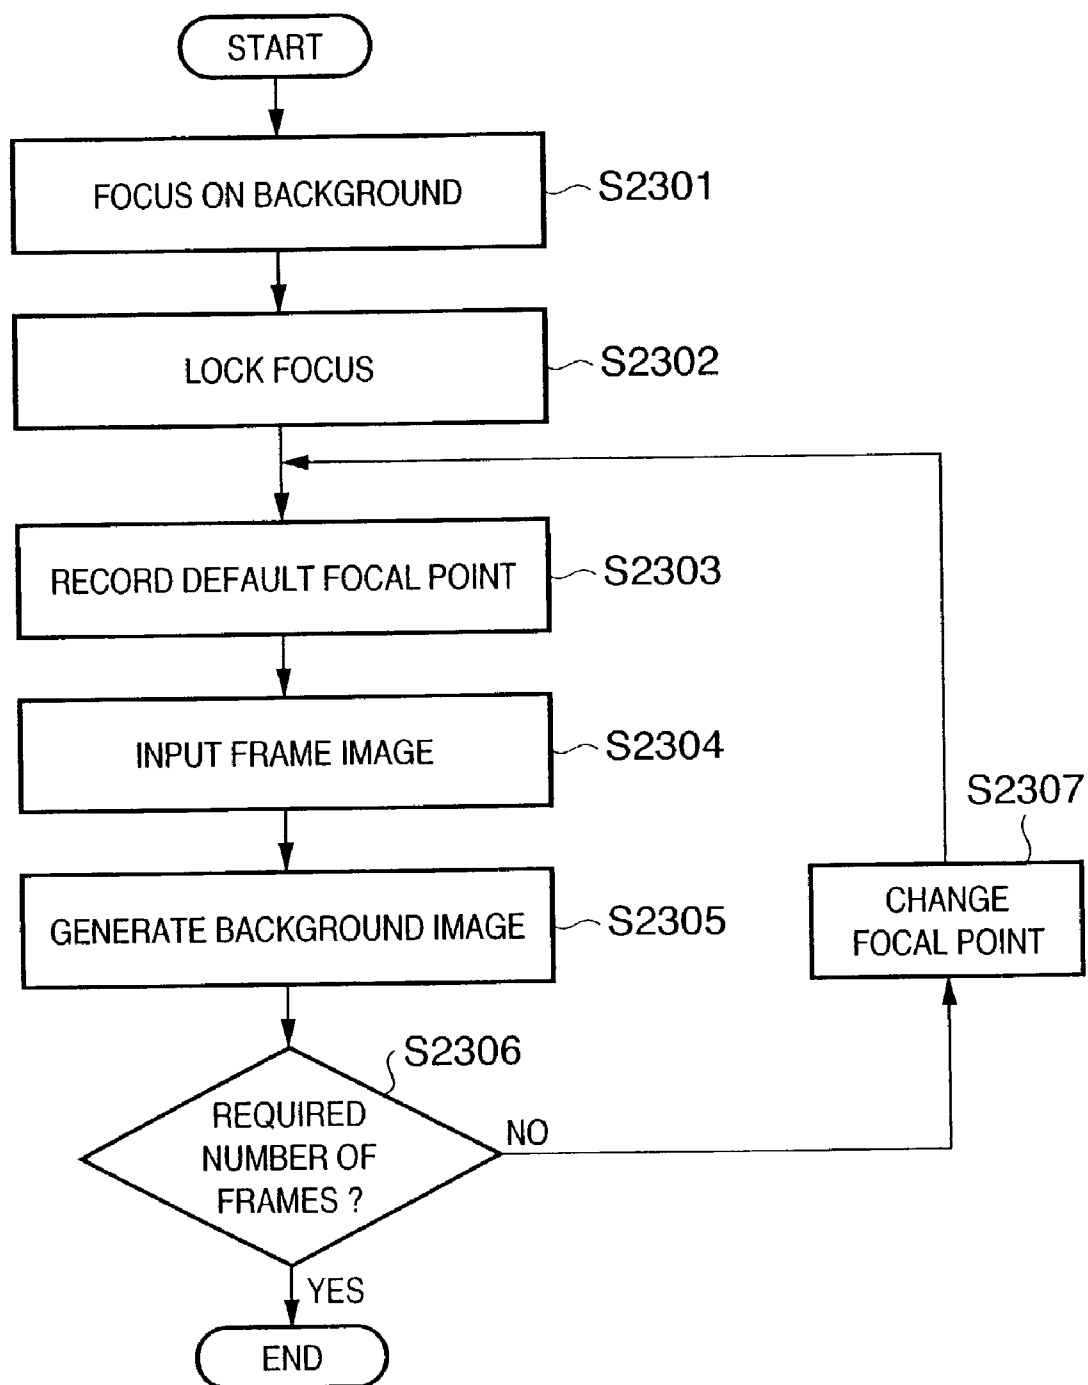 START
FOCUS ON BACKGROUND
S2301
LOCK FOCUS
S2302
RECORD DEFAULT FOCAL POINT
S2303
INPUT FRAME IMAGE
S2304
GENERATE BACKGROUND IMAGE
S2305
S2306
REQUIRED
NUMBER OF
FRAMES ?
NO
S2307
CHANGE
FOCAL POINT
YES
END